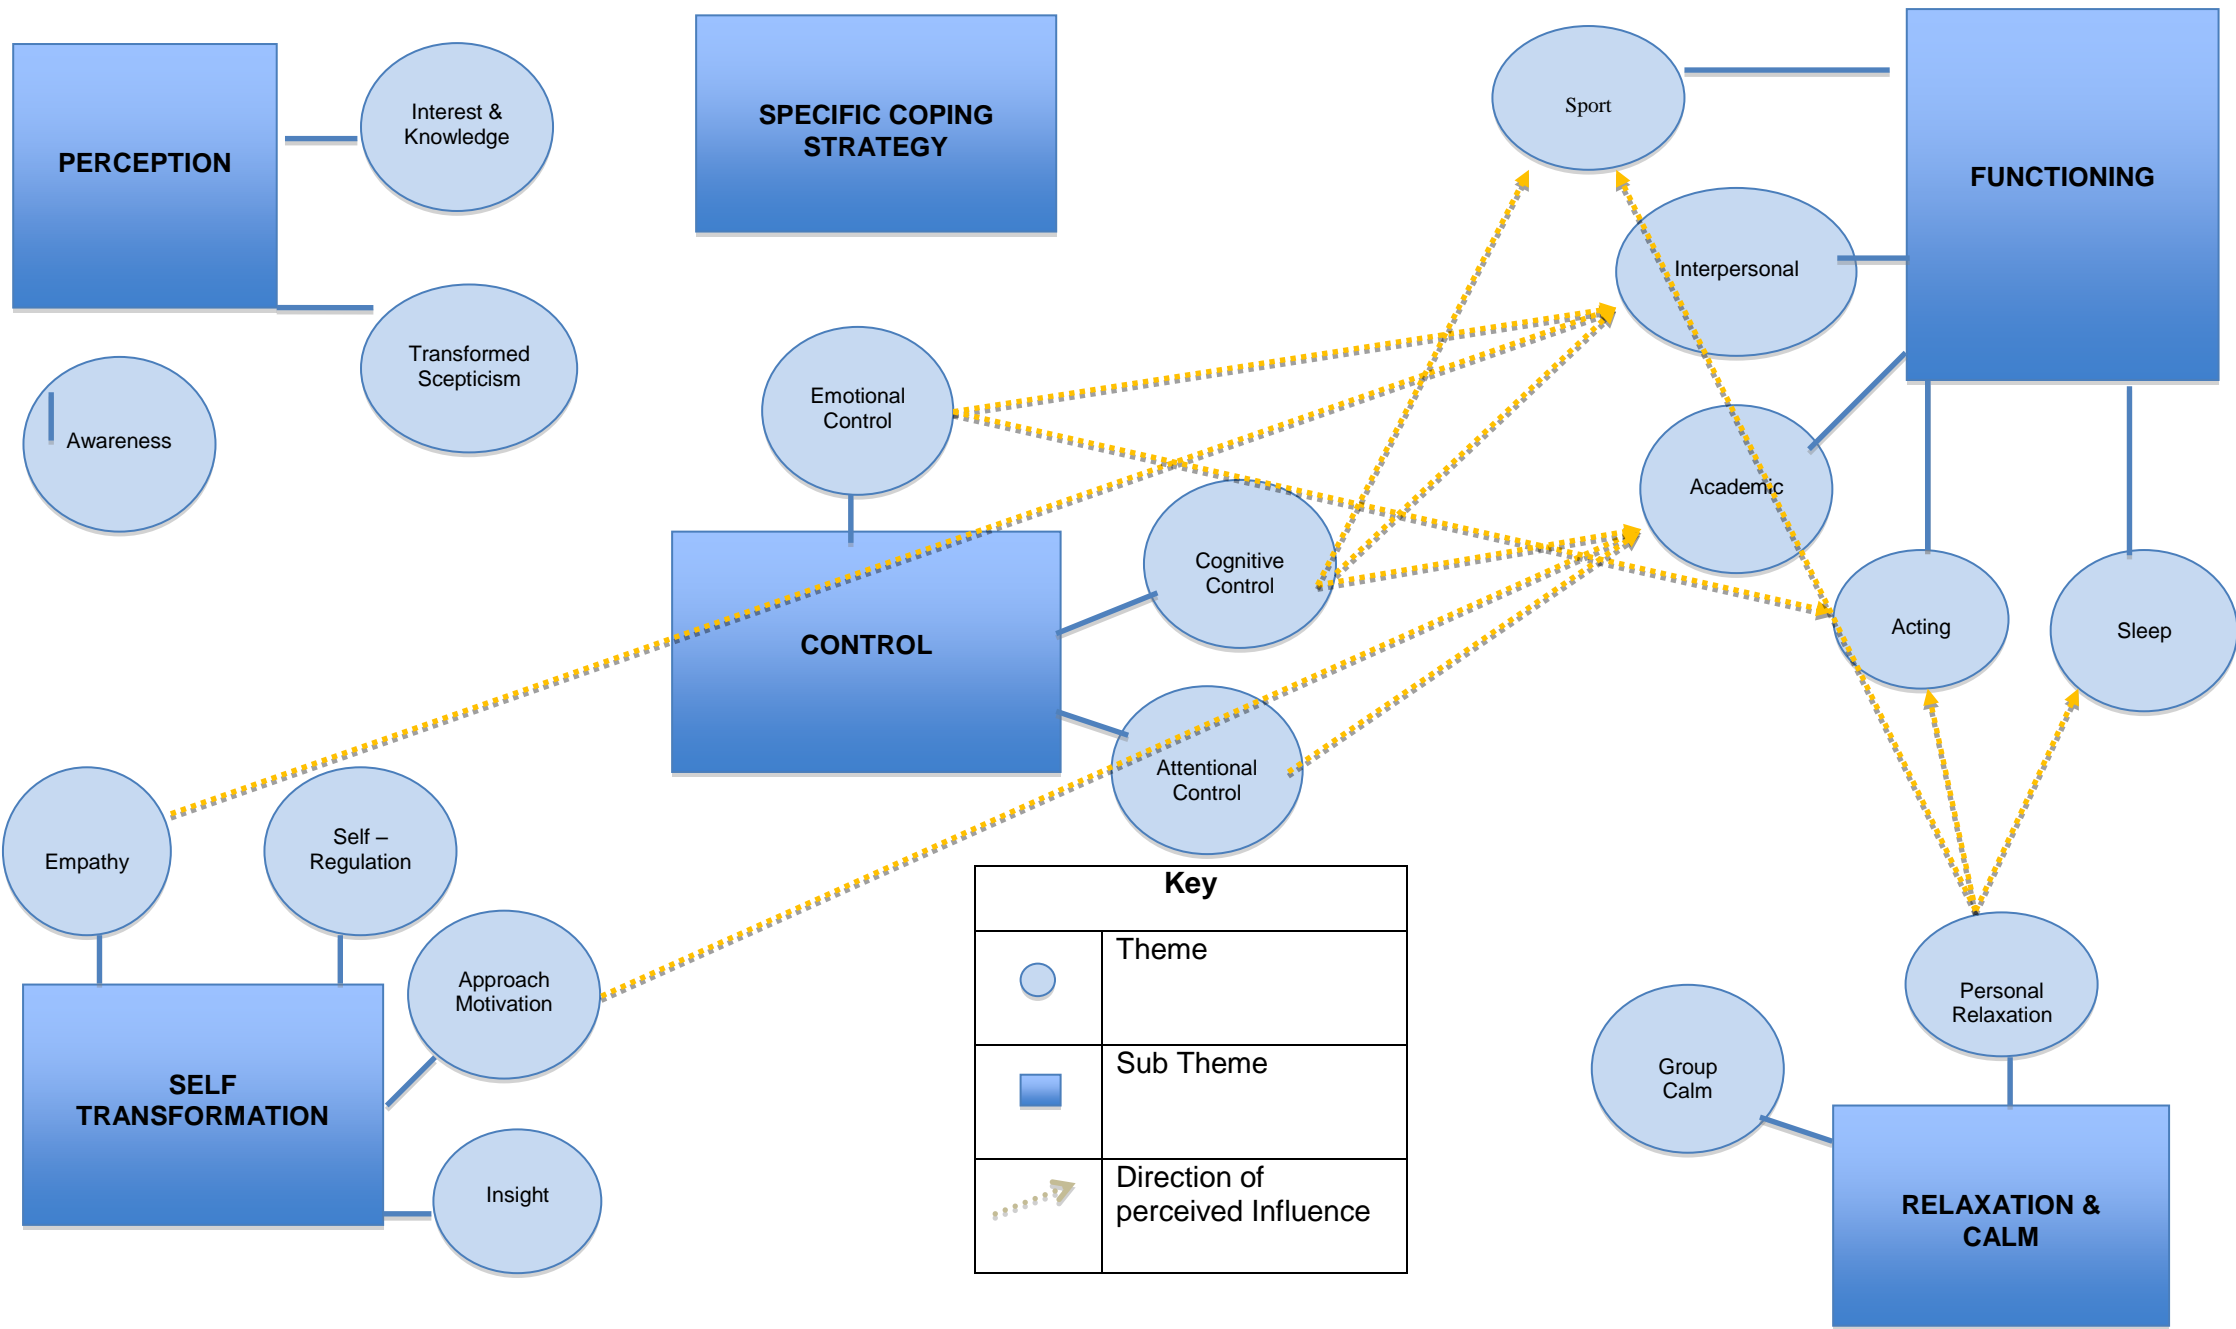 PERCEPTION
Interest &
Knowledge
Transformed
Scepticism
Awareness
SPECIFIC COPING
STRATEGY
Sport
Interpersonal
FUNCTIONING
Academic
Acting
Sleep
Emotional
Control
Cognitive
Control
CONTROL
Attentional
Control
Empathy
Self –
Regulation
Approach
Motivation
SELF
TRANSFORMATION
Insight
Key
Theme
Sub Theme
Direction of
perceived Influence
Personal
Relaxation
Group
Calm
RELAXATION &
CALM